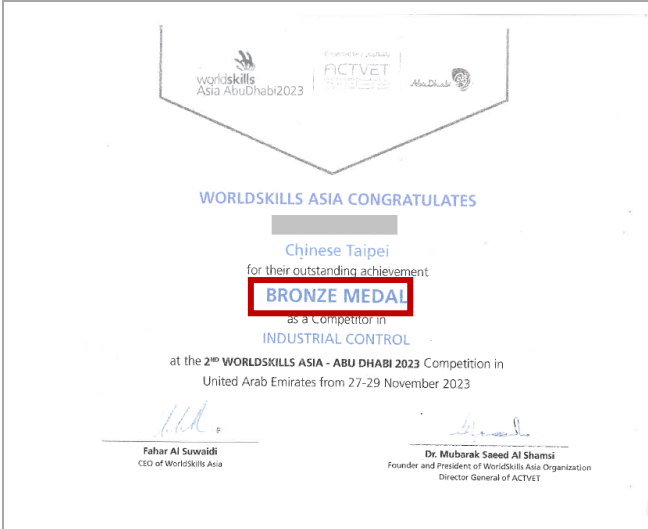 worldskills
Asia AbuDhabi2023
ACTVET
Abu Dhabi
WORLDSKILLS ASIA CONGRATULATES
Chinese Taipei
for their outstanding achievement
BRONZE MEDAL
as a Competitor in
INDUSTRIAL CONTROL
at the 2ND WORLDSKILLS ASIA - ABU DHABI 2023 Competition in
United Arab Emirates from 27-29 November 2023
Fahar Al Suwaidi
CEO of WorldSkills Asia
Dr. Mubarak Saeed Al Shamsi
Founder and President of WorldSkills Asia Organization
Director General of ACTVET